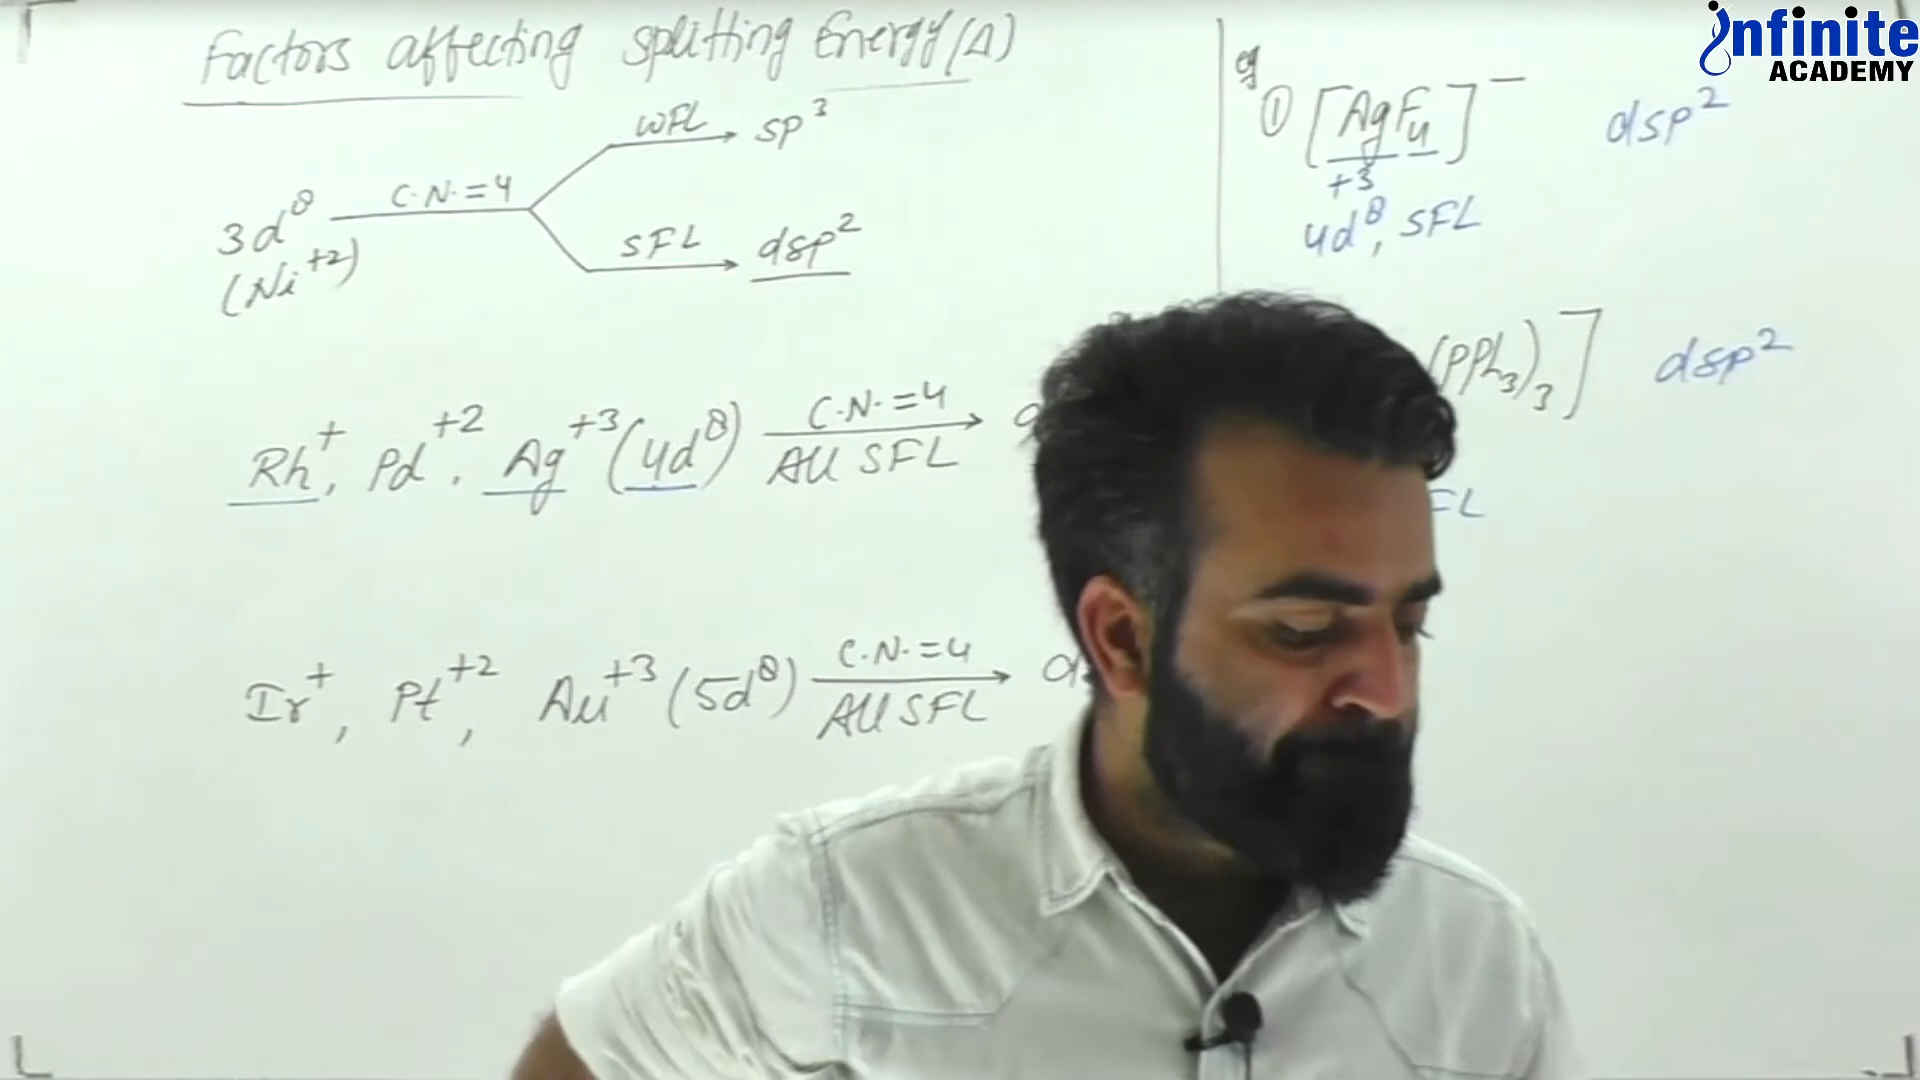 Factors affecting splitting Energy (Δ)
3d⁸ C.N.=4 WFL sp³
(Ni⁺²) SFL dsp²
Rh⁺, Pd⁺², Ag⁺³ (4d⁸) C.N.=4 All SFL
Ir⁺, Pt⁺², Au⁺³ (5d⁸) C.N.=4 All SFL
eg
① [AgF₄]⁻ dsp²
+3
4d⁸, SFL
(PPh₃)₃] dsp²
infinite
ACADEMY